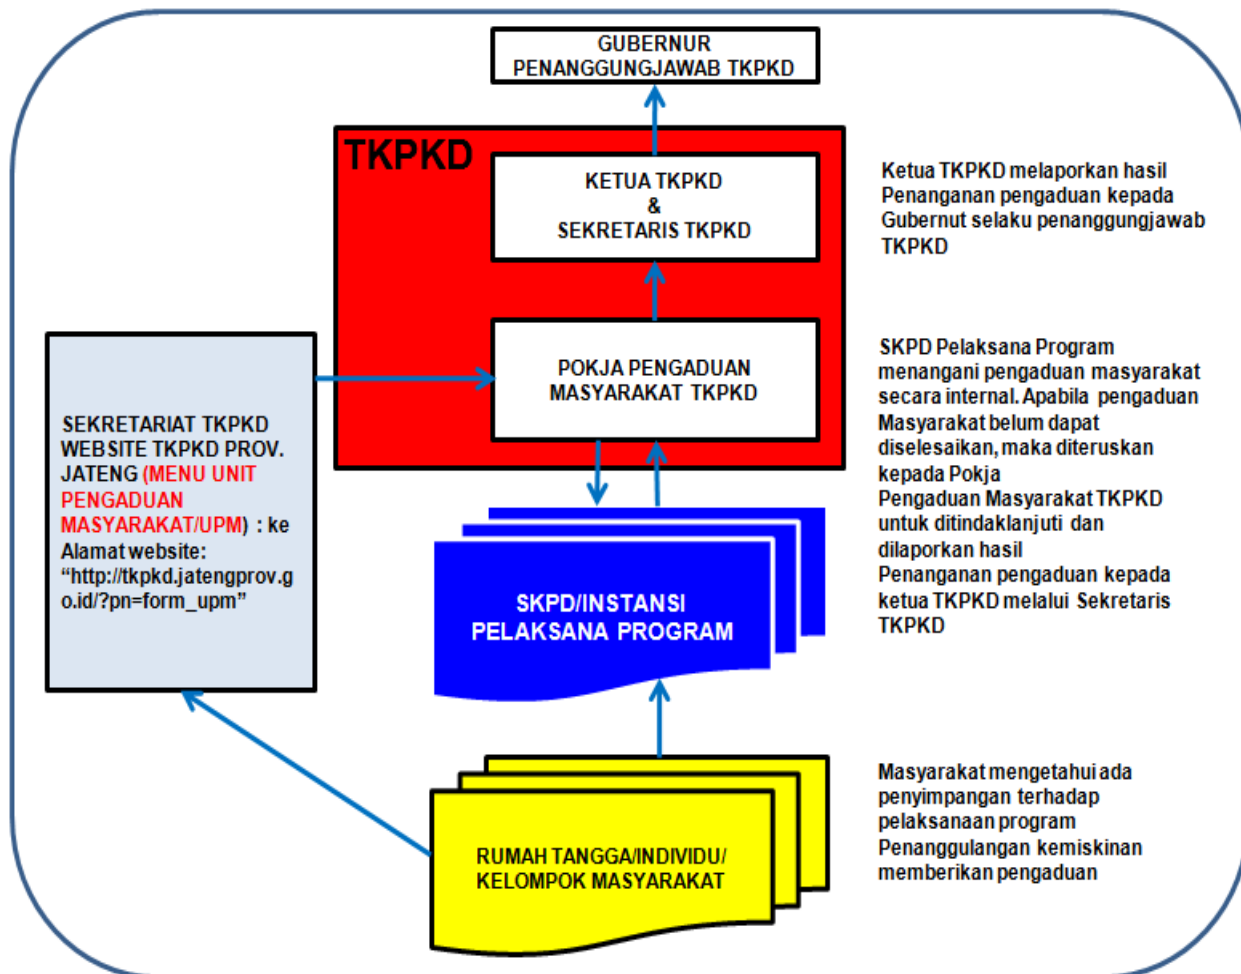 GUBERNUR
PENANGGUNGJAWAB TKPKD
TKPKD
KETUA TKPKD
&
SEKRETARIS TKPKD
Ketua TKPKD melaporkan hasil
Penanganan pengaduan kepada
Gubernut selaku penanggungjawab
TKPKD
POKJA PENGADUAN
MASYARAKAT TKPKD
SKPD Pelaksana Program
menangani pengaduan masyarakat
secara internal. Apabila pengaduan
Masyarakat belum dapat
diselesaikan, maka diteruskan
kepada Pokja
Pengaduan Masyarakat TKPKD
untuk ditindaklanjuti dan
dilaporkan hasil
Penanganan pengaduan kepada
ketua TKPKD melalui Sekretaris
TKPKD
SEKRETARIAT TKPKD
WEBSITE TKPKD PROV.
JATENG (MENU UNIT
PENGADUAN
MASYARAKAT/UPM) : ke
Alamat website:
“http://tkpkd.jatengprov.g
o.id/?pn=form_upm”
SKPD/INSTANSI
PELAKSANA PROGRAM
RUMAH TANGGA/INDIVIDU/
KELOMPOK MASYARAKAT
Masyarakat mengetahui ada
penyimpangan terhadap
pelaksanaan program
Penanggulangan kemiskinan
memberikan pengaduan